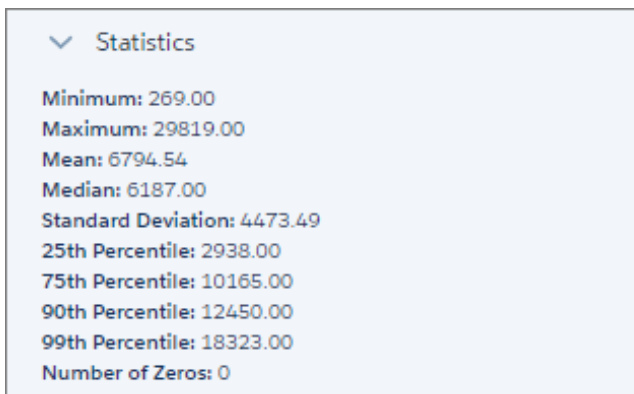 Statistics
Minimum: 269.00
Maximum: 29819.00
Mean: 6794.54
Median: 6187.00
Standard Deviation: 4473.49
25th Percentile: 2938.00
75th Percentile: 10165.00
90th Percentile: 12450.00
99th Percentile: 18323.00
Number of Zeros: 0